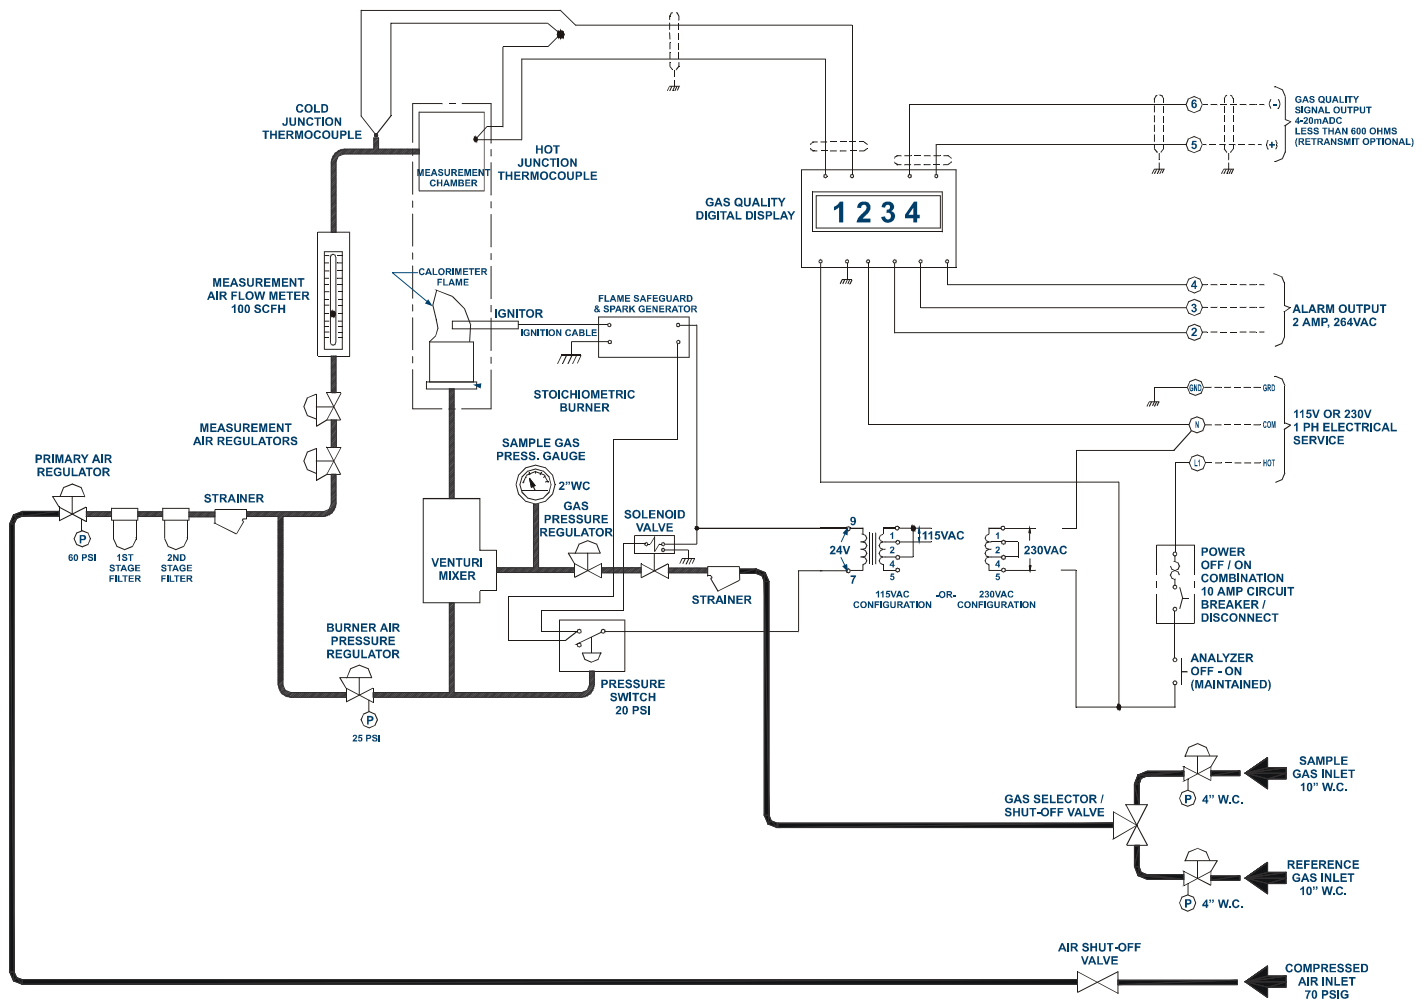 COLD
JUNCTION
THERMOCOUPLE
HOT
JUNCTION
THERMOCOUPLE
MEASUREMENT
CHAMBER
GAS QUALITY
DIGITAL DISPLAY
1 2 3 4
6
(-)
5
(+)
GAS QUALITY
SIGNAL OUTPUT
4-20mADC
LESS THAN 600 OHMS
(RETRANSMIT OPTIONAL)
MEASUREMENT
AIR FLOW METER
100 SCFH
CALORIMETER
FLAME
IGNITOR
IGNITION CABLE
FLAME SAFEGUARD
& SPARK GENERATOR
4
3
2
ALARM OUTPUT
2 AMP, 264VAC
STOICHIOMETRIC
BURNER
GND
GRD
N
COM
L1
HOT
115V OR 230V
1 PH ELECTRICAL
SERVICE
MEASUREMENT
AIR REGULATORS
PRIMARY AIR
REGULATOR
P
60 PSI
1ST
STAGE
FILTER
2ND
STAGE
FILTER
STRAINER
SAMPLE GAS
PRESS. GAUGE
2"WC
GAS
PRESSURE
REGULATOR
SOLENOID
VALVE
VENTURI
MIXER
STRAINER
9
24V
7
1
2
4
5
115VAC
115VAC
CONFIGURATION
-OR-
1
2
4
5
230VAC
230VAC
CONFIGURATION
POWER
OFF / ON
COMBINATION
10 AMP CIRCUIT
BREAKER /
DISCONNECT
ANALYZER
OFF - ON
(MAINTAINED)
BURNER AIR
PRESSURE
REGULATOR
P
25 PSI
PRESSURE
SWITCH
20 PSI
GAS SELECTOR /
SHUT-OFF VALVE
P
4" W.C.
SAMPLE
GAS INLET
10" W.C.
P
4" W.C.
REFERENCE
GAS INLET
10" W.C.
AIR SHUT-OFF
VALVE
COMPRESSED
AIR INLET
70 PSIG